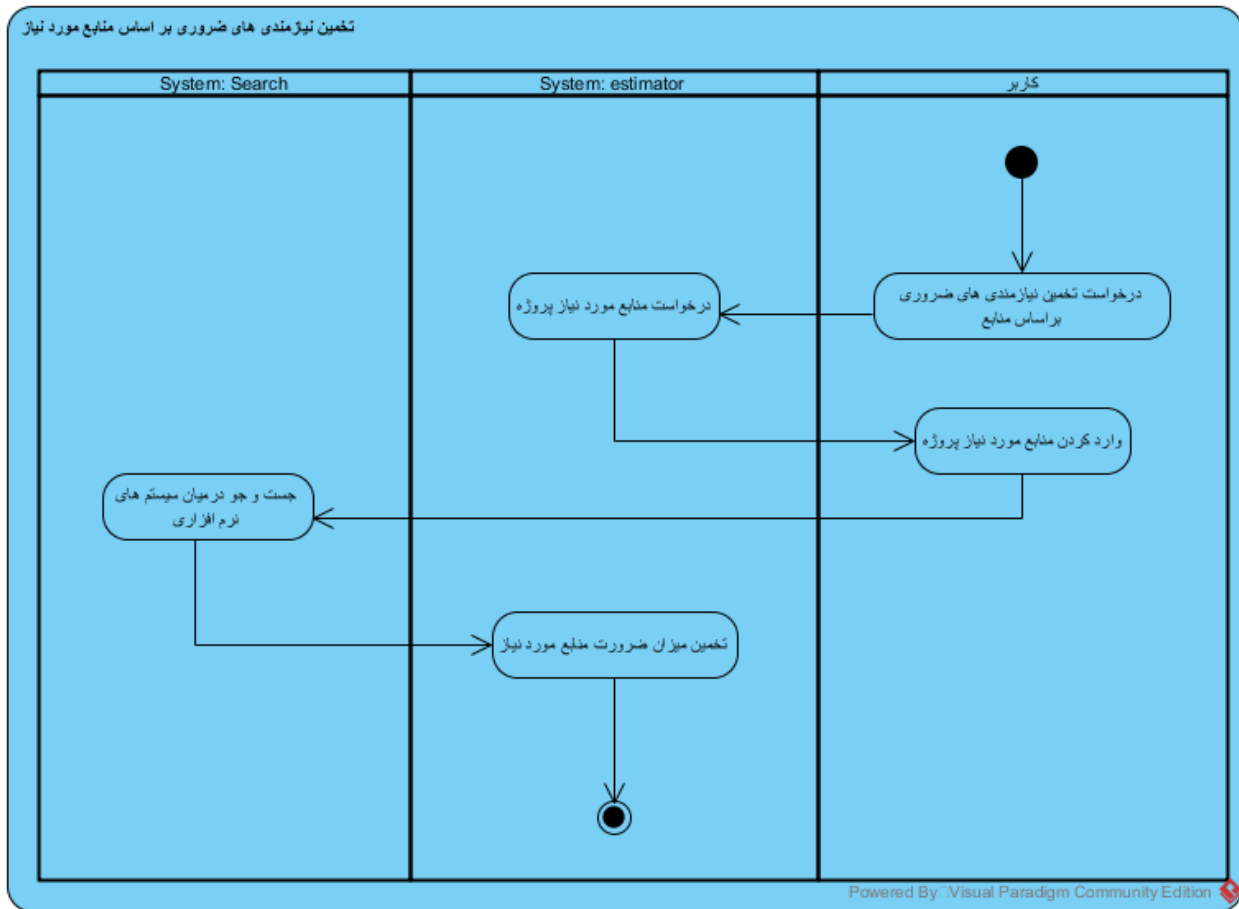 تخمین نیازمندی های ضروری بر اساس منابع مورد نیاز
System: Search
System: estimator
کاربر
درخواست تخمین نیازمندی های ضروری
براساس منابع
درخواست منابع مورد نیاز پروژه
وارد کردن منابع مورد نیاز پروژه
جست و جو درمیان سیستم های
نرم افزاری
تخمین میزان ضرورت منابع مورد نیاز
Powered By Visual Paradigm Community Edition